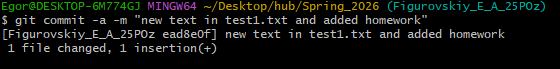 Egor@DESKTOP-6M774GJ MINGW64 ~/Desktop/hub/Spring_2026 (Figurovskiy_E_A_25POz)
$ git commit -a -m "new text in test1.txt and added homework"
[Figurovskiy_E_A_25POz ead8e0f] new text in test1.txt and added homework
 1 file changed, 1 insertion(+)